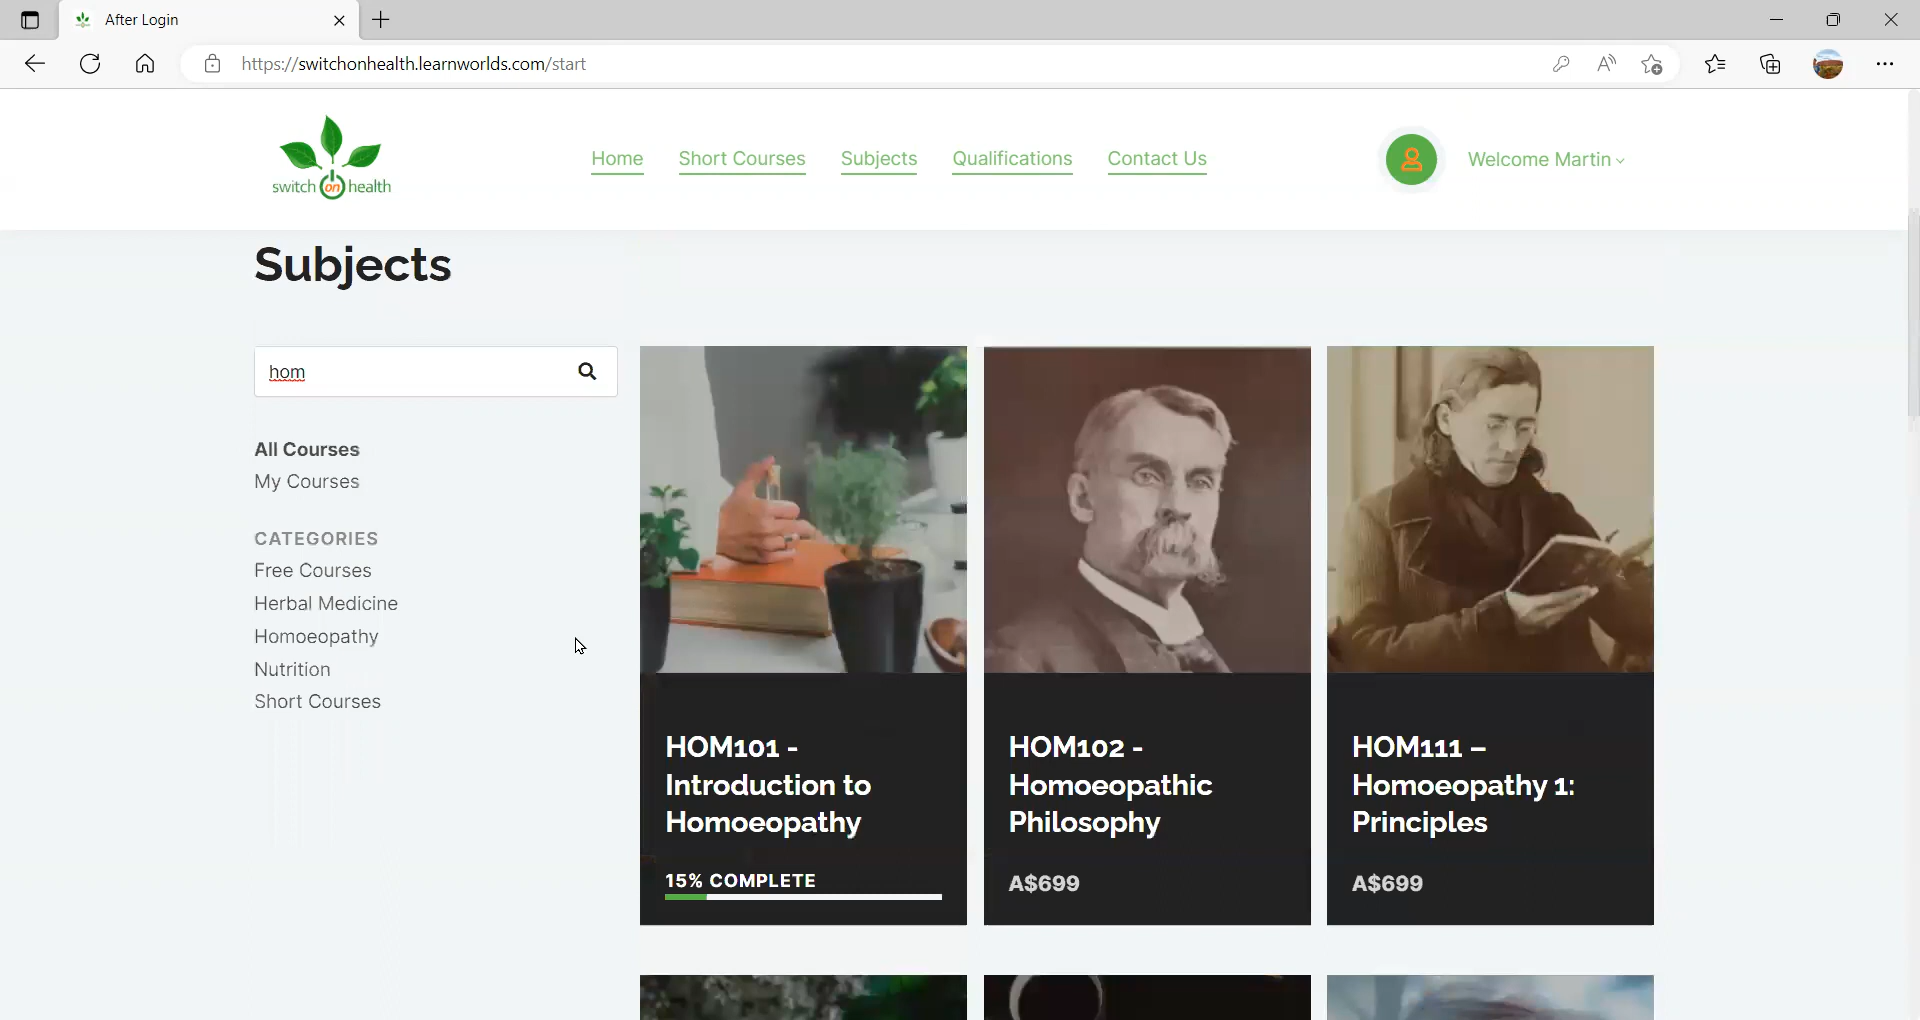 After Login
https://switchonhealth.learnworlds.com/start
switch on health
Home
Short Courses
Subjects
Qualifications
Contact Us
Welcome Martin
Subjects
hom
All Courses
My Courses
CATEGORIES
Free Courses
Herbal Medicine
Homoeopathy
Nutrition
Short Courses
HOM101 -
Introduction to
Homoeopathy
15% COMPLETE
HOM102 -
Homoeopathic
Philosophy
A$699
HOM111 –
Homoeopathy 1:
Principles
A$699